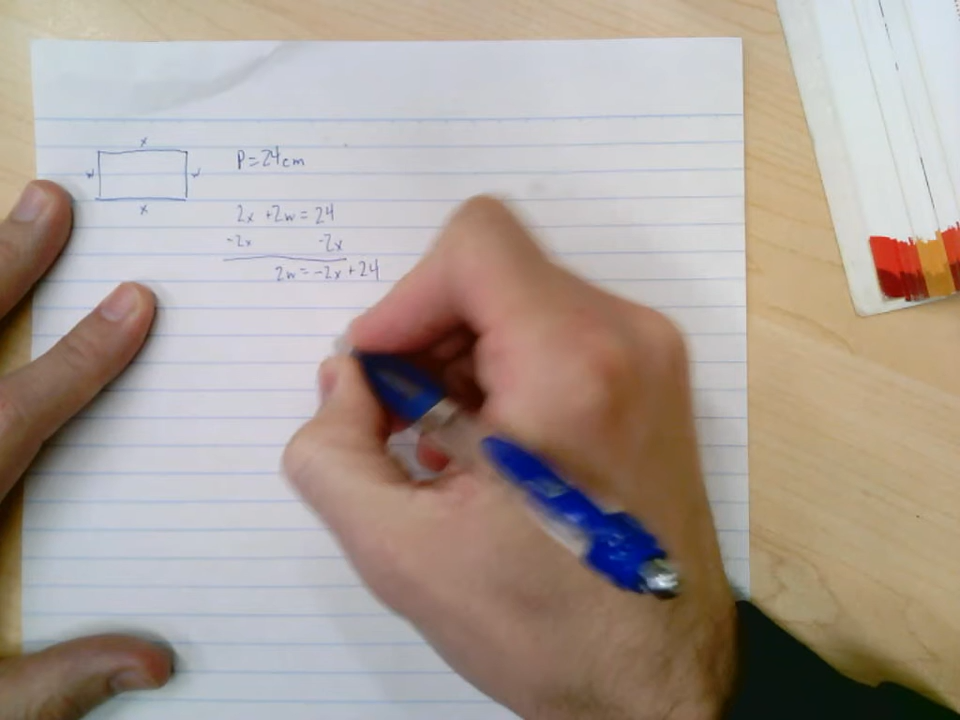 x
w w
x
P=24cm
2x +2w = 24
-2x -2x
2w = -2x + 24